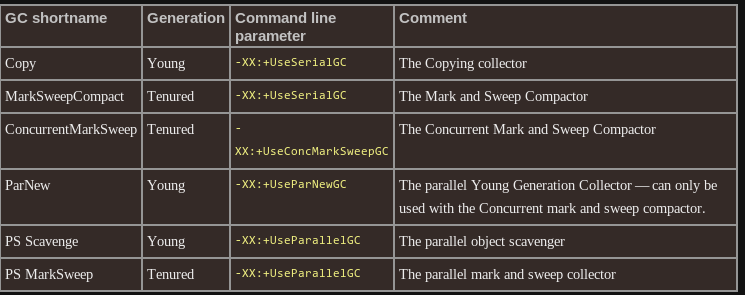 GC shortname Generation Command line parameter Comment
Copy Young -XX:+UseSerialGC The Copying collector
MarkSweepCompact Tenured -XX:+UseSerialGC The Mark and Sweep Compactor
ConcurrentMarkSweep Tenured -
XX:+UseConcMarkSweepGC The Concurrent Mark and Sweep Compactor
ParNew Young -XX:+UseParNewGC The parallel Young Generation Collector — can only be
used with the Concurrent mark and sweep compactor.
PS Scavenge Young -XX:+UseParallelGC The parallel object scavenger
PS MarkSweep Tenured -XX:+UseParallelGC The parallel mark and sweep collector